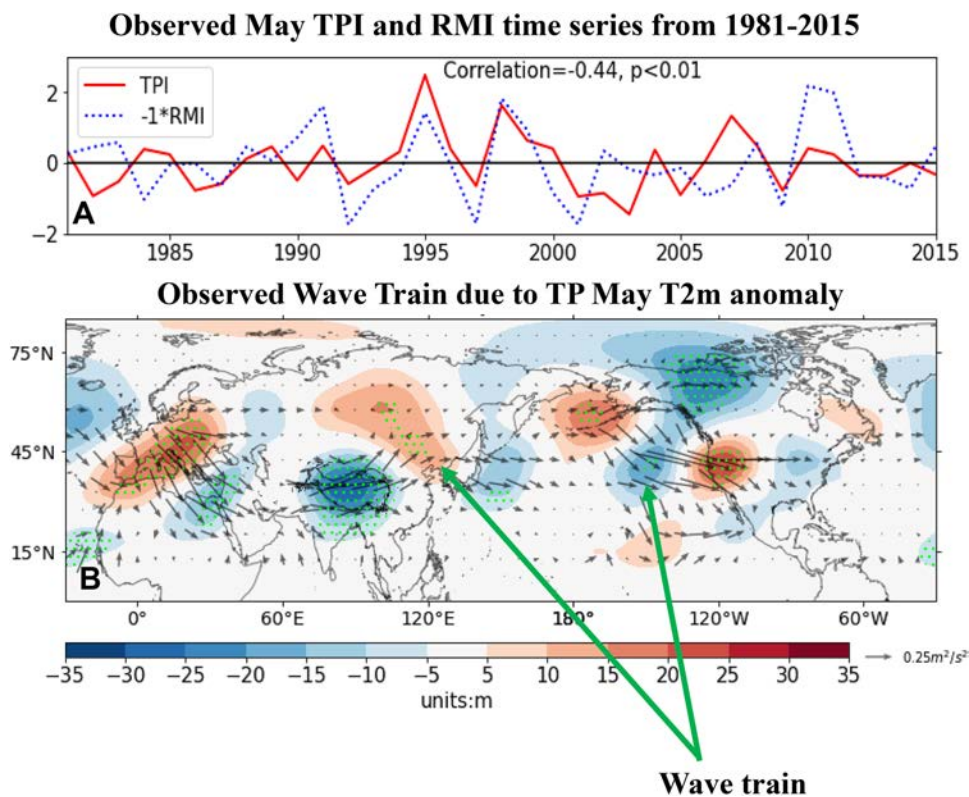 Observed May TPI and RMI time series from 1981-2015
Correlation=-0.44, p<0.01
TPI
-1*RMI
2
0
−2
A
1985 1990 1995 2000 2005 2010 2015
Observed Wave Train due to TP May T2m anomaly
75°N
45°N
15°N
B
0° 60°E 120°E 180° 120°W 60°W
−35 −30 −25 −20 −15 −10 −5 5 10 15 20 25 30 35
0.25m²/s²
units:m
Wave train